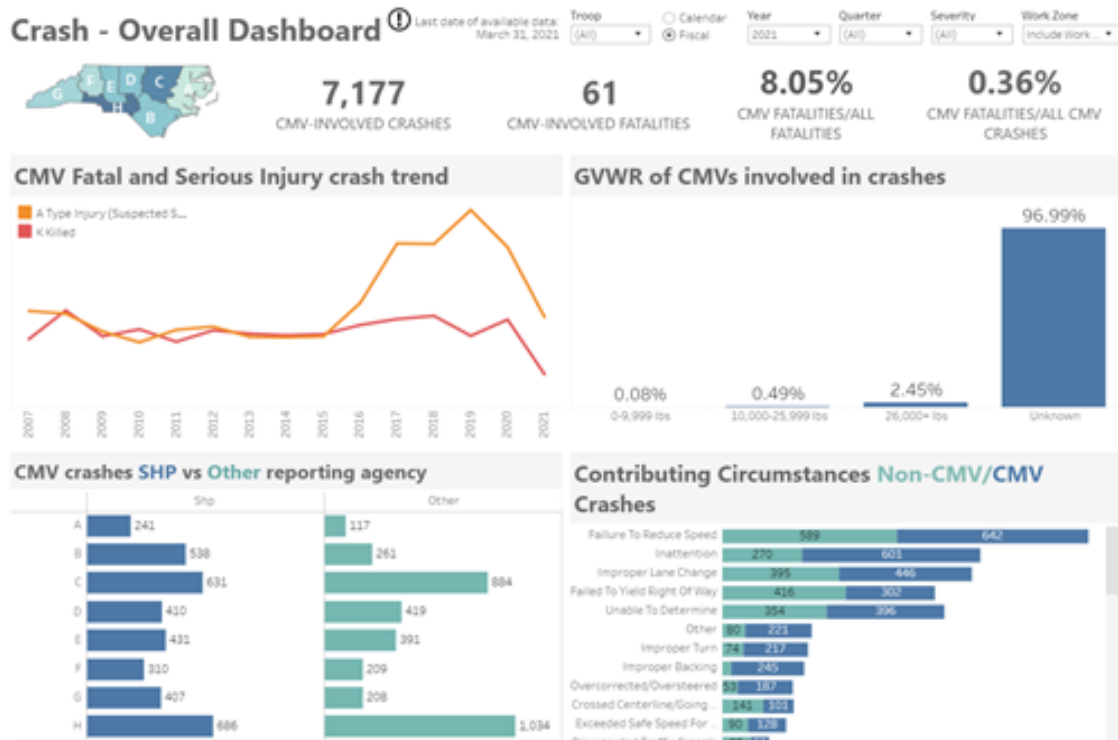 Crash - Overall Dashboard
Last date of available data:
March 31, 2021
Troop
(All)
Calendar
Fiscal
Year
2021
Quarter
(All)
Severity
(All)
Work Zone
Include Work ...
G F E D C A H B
7,177
CMV-INVOLVED CRASHES
61
CMV-INVOLVED FATALITIES
8.05%
CMV FATALITIES/ALL
FATALITIES
0.36%
CMV FATALITIES/ALL CMV
CRASHES
CMV Fatal and Serious Injury crash trend
A Type Injury (Suspected S...
K Killed
2007 2008 2009 2010 2011 2012 2013 2014 2015 2016 2017 2018 2019 2020 2021
GVWR of CMVs involved in crashes
0.08% 0.49% 2.45% 96.99%
0-9,999 lbs 10,000-25,999 lbs 26,000+ lbs Unknown
CMV crashes SHP vs Other reporting agency
Shp Other
A 241 117
B 538 261
C 631 884
D 410 419
E 431 391
F 310 209
G 407 208
H 686 1,034
Contributing Circumstances Non-CMV/CMV
Crashes
Failure To Reduce Speed 589 642
Inattention 270 601
Improper Lane Change 395 446
Failed To Yield Right Of Way 416 302
Unable To Determine 354 396
Other 80 221
Improper Turn 74 217
Improper Backing 245
Overcorrected/Oversteered 53 187
Crossed Centerline/Going ... 141 101
Exceeded Safe Speed For ... 90 128